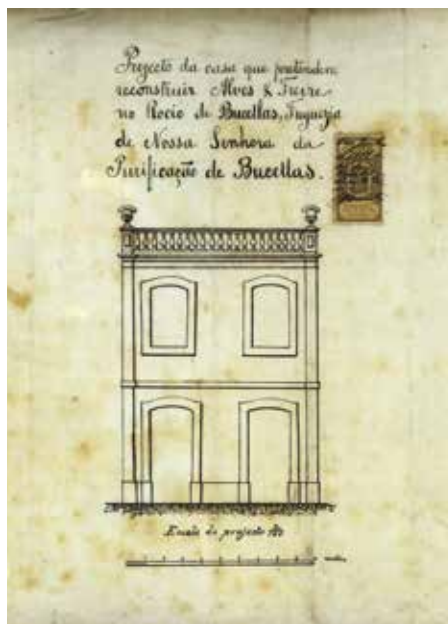 Projecto da casa que pretendem
reconstruir Alves & Freire
no Rocio de Bucellas, Freguezia
de Nossa Senhora da
Purificação de Bucellas.
Escala do projecto